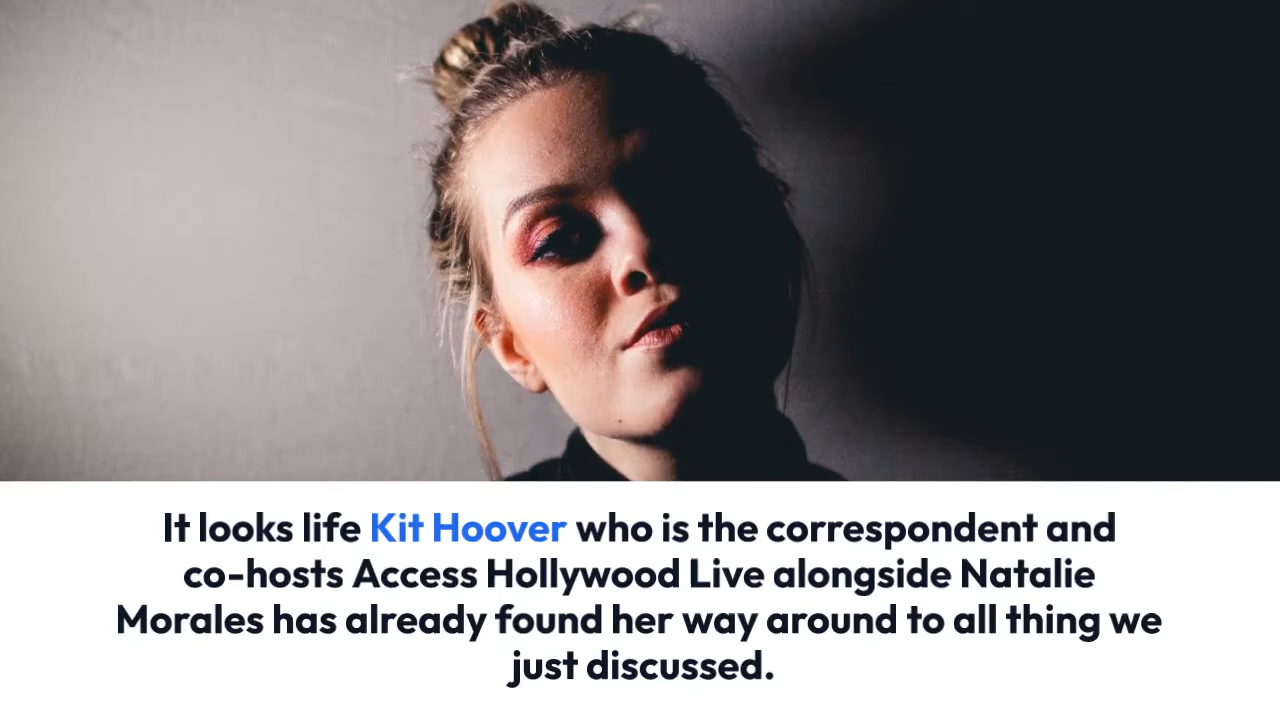 It looks life Kit Hoover who is the correspondent and
co-hosts Access Hollywood Live alongside Natalie
Morales has already found her way around to all thing we
just discussed.